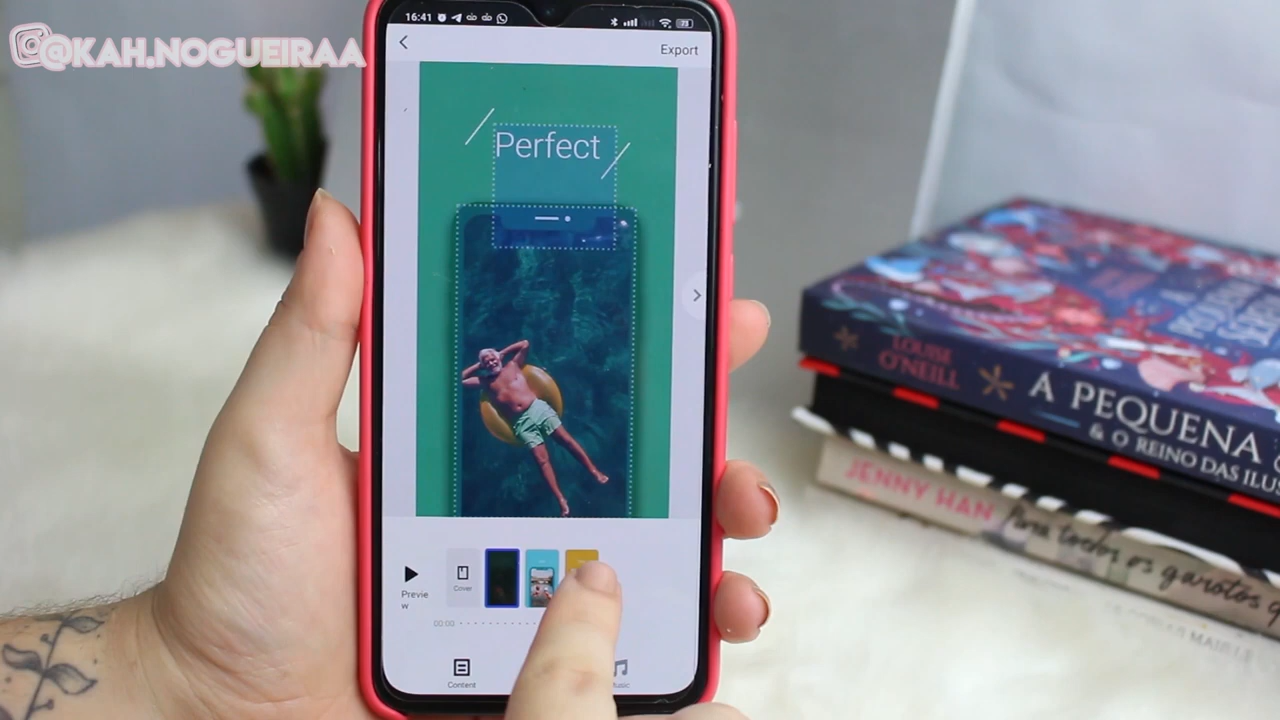 @KAH.NOGUEIRAA
16:41
Export
Perfect
Previe
w
Cover
00:00
Content
LOUISE
O'NEILL
A PEQUENA
& O REINO DAS ILUS
JENNY HAN
Para todos os garotos q